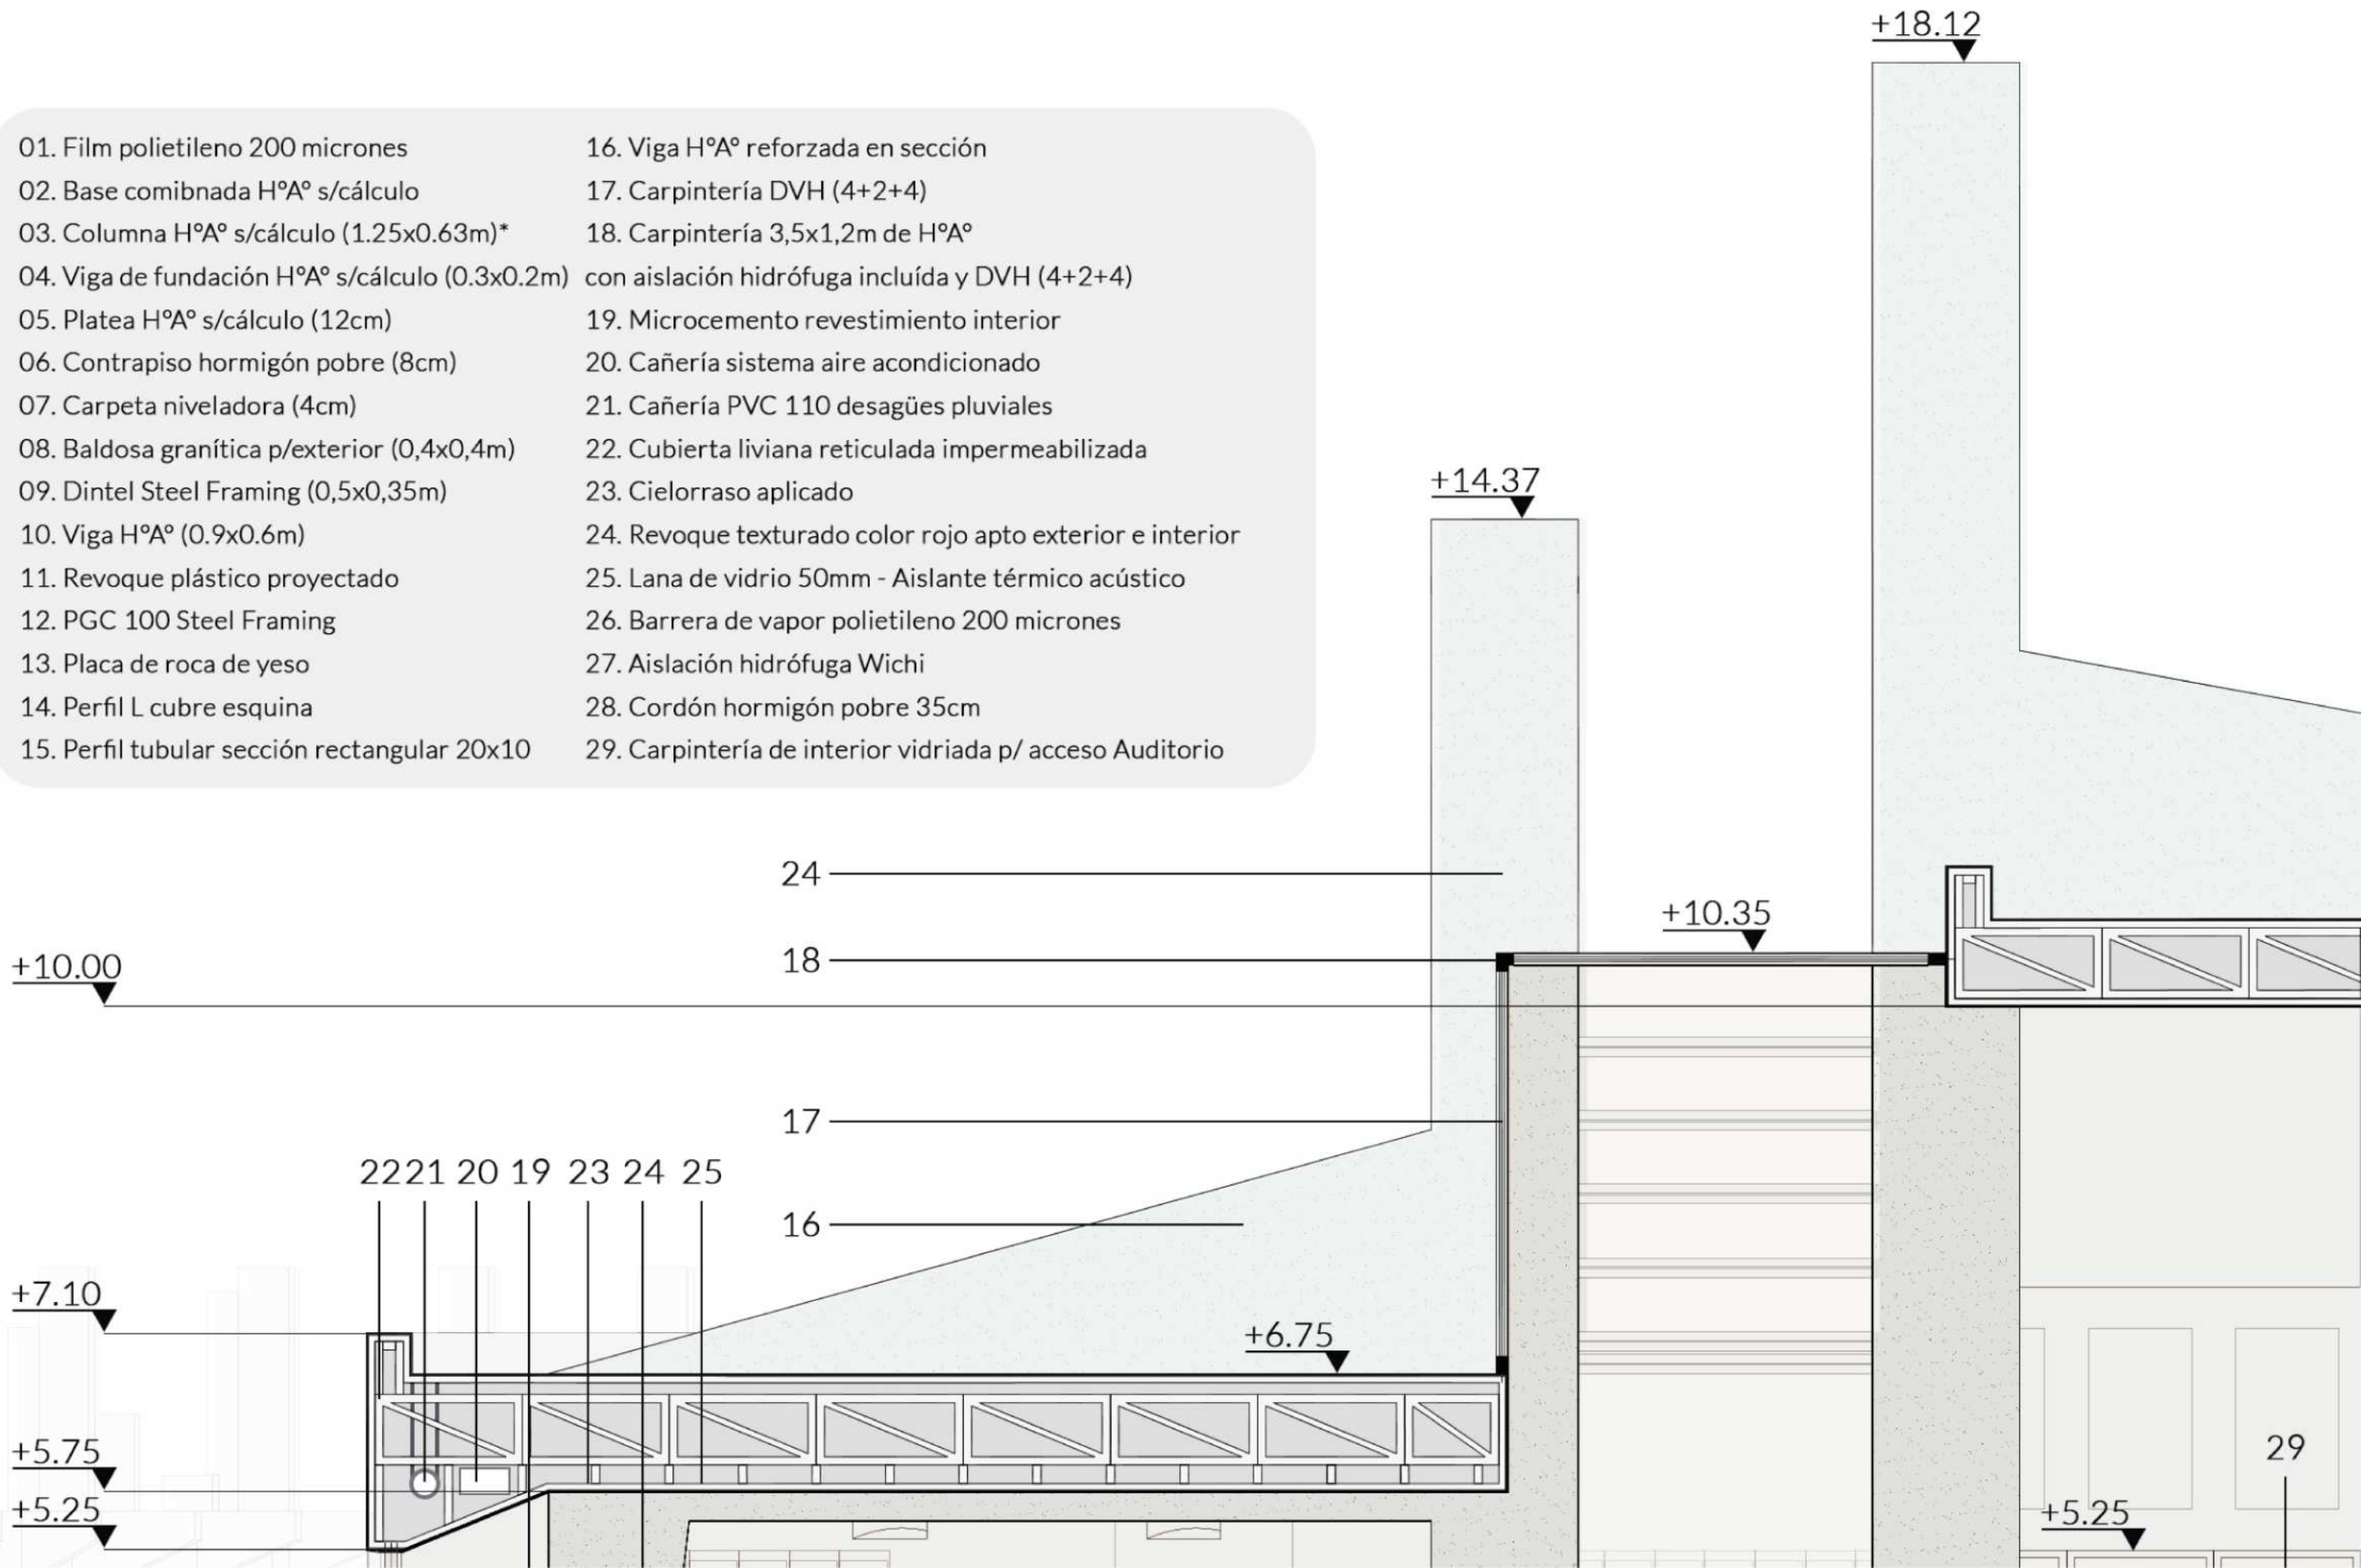 +18.12
01. Film polietileno 200 micrones
02. Base comibnada H°A° s/cálculo
03. Columna H°A° s/cálculo (1.25x0.63m)*
04. Viga de fundación H°A° s/cálculo (0.3x0.2m)
05. Platea H°A° s/cálculo (12cm)
06. Contrapiso hormigón pobre (8cm)
07. Carpeta niveladora (4cm)
08. Baldosa granítica p/exterior (0,4x0,4m)
09. Dintel Steel Framing (0,5x0,35m)
10. Viga H°A° (0.9x0.6m)
11. Revoque plástico proyectado
12. PGC 100 Steel Framing
13. Placa de roca de yeso
14. Perfil L cubre esquina
15. Perfil tubular sección rectangular 20x10
16. Viga H°A° reforzada en sección
17. Carpintería DVH (4+2+4)
18. Carpintería 3,5x1,2m de H°A°
con aislación hidrófuga incluída y DVH (4+2+4)
19. Microcemento revestimiento interior
20. Cañería sistema aire acondicionado
21. Cañería PVC 110 desagües pluviales
22. Cubierta liviana reticulada impermeabilizada
23. Cielorraso aplicado
24. Revoque texturado color rojo apto exterior e interior
25. Lana de vidrio 50mm - Aislante térmico acústico
26. Barrera de vapor polietileno 200 micrones
27. Aislación hidrófuga Wichi
28. Cordón hormigón pobre 35cm
29. Carpintería de interior vidriada p/ acceso Auditorio
+14.37
24
+10.35
18
+10.00
17
22 21 20 19 23 24 25
16
+7.10
+6.75
+5.75
29
+5.25
+5.25